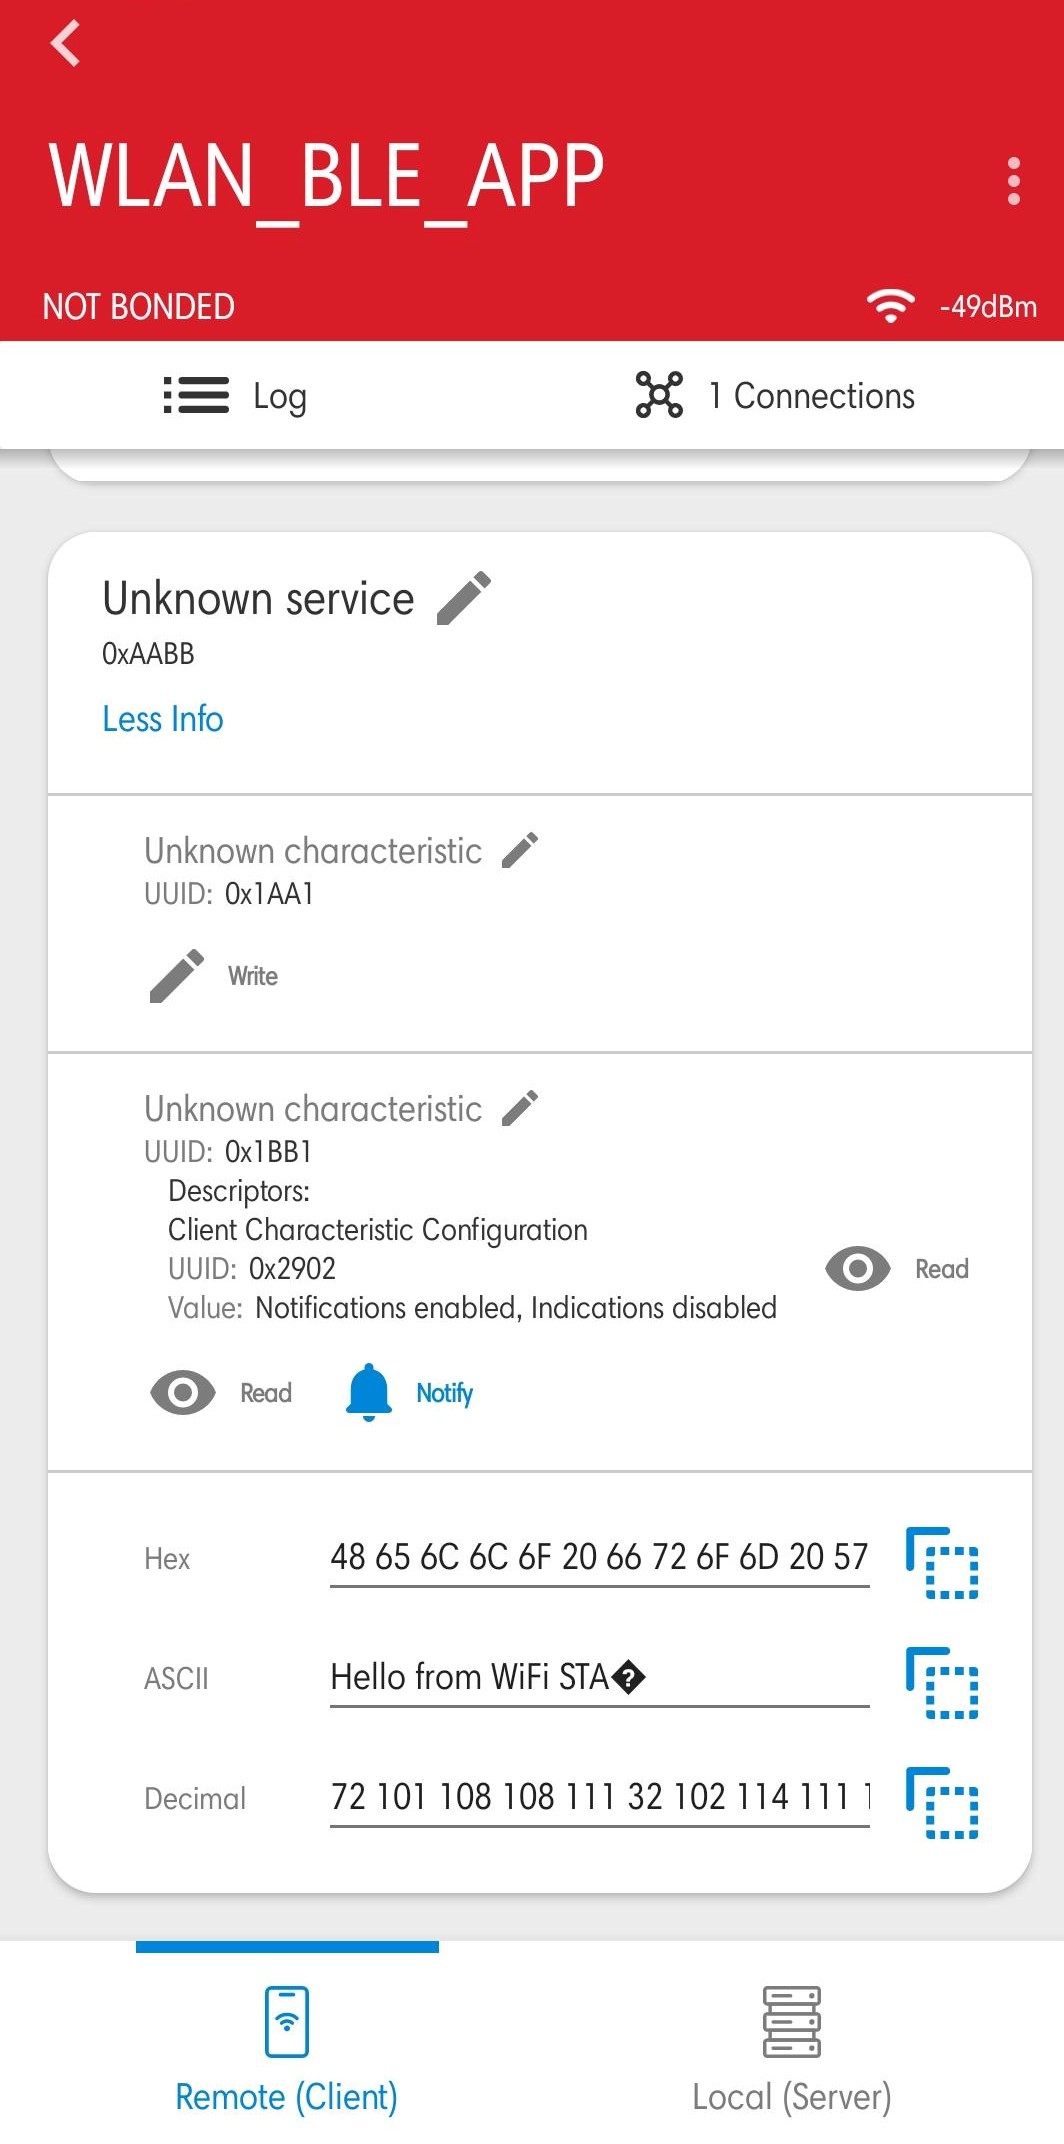 WLAN_BLE_APP
NOT BONDED
-49dBm
Log
1 Connections
Unknown service
0xAABB
Less Info
Unknown characteristic
UUID: 0x1AA1
Write
Unknown characteristic
UUID: 0x1BB1
Descriptors:
Client Characteristic Configuration
UUID: 0x2902
Value: Notifications enabled, Indications disabled
Read
Read
Notify
Hex
48 65 6C 6C 6F 20 66 72 6F 6D 20 57
ASCII
Hello from WiFi STA�
Decimal
72 101 108 108 111 32 102 114 111 1
Remote (Client)
Local (Server)